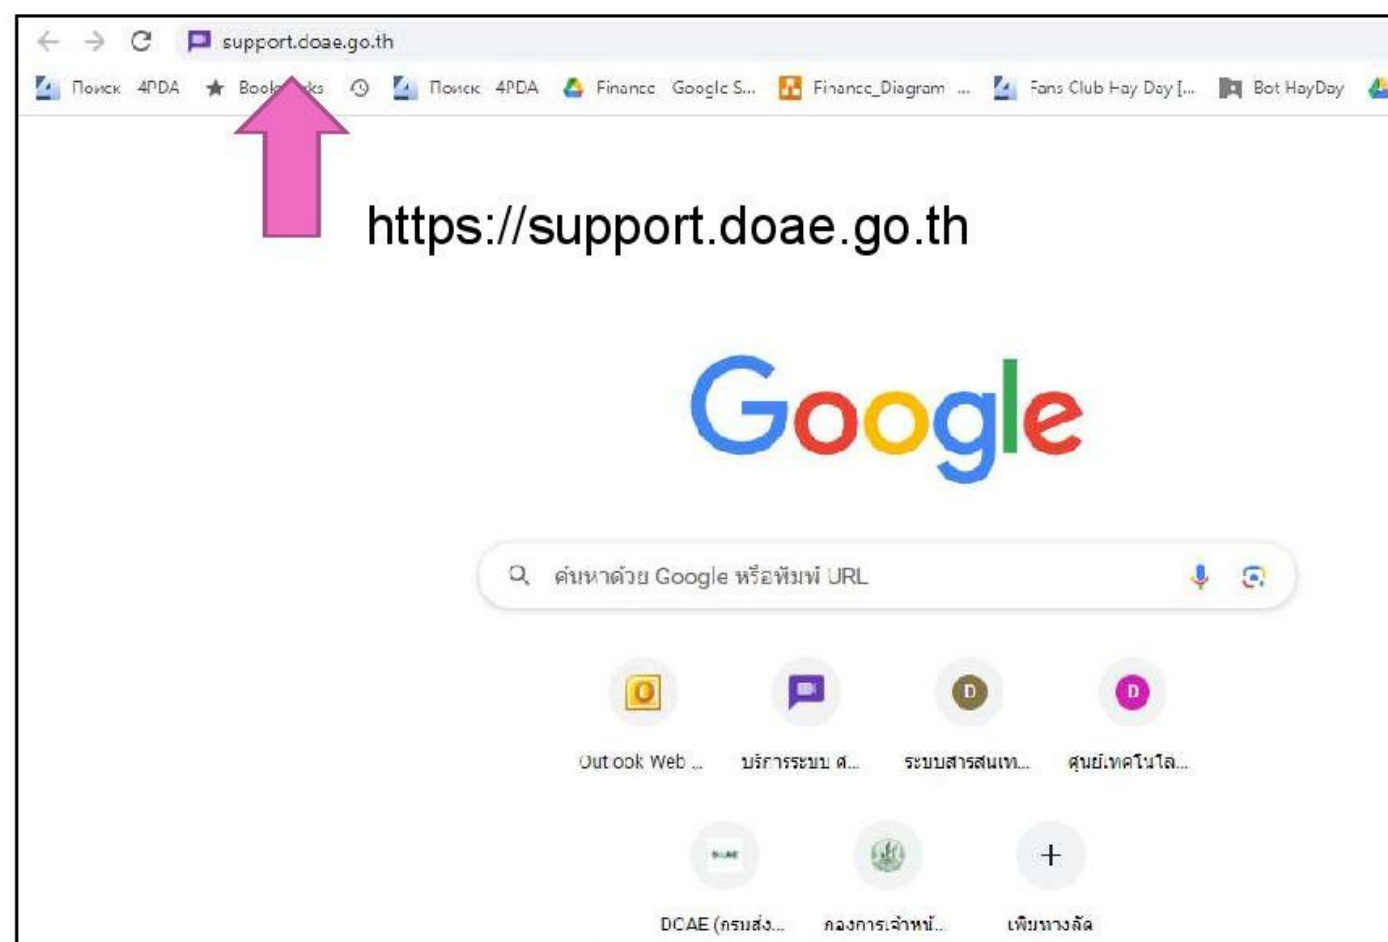 support.doae.go.th
Поиск 4PDA Bookmarks Поиск 4PDA Finance Google S... Finance_Diagram ... Fans Club Hay Day [... Bot HayDay
https://support.doae.go.th
Google
ค้นหาด้วย Google หรือพิมพ์ URL
D D
Outlook Web ... บริการระบบ ศ... ระบบสารสนเท... ศูนย์เทคโนโล...
DOAE
DOAE (กรมส่ง... กองการเจ้าหน้... เพิ่มทางลัด